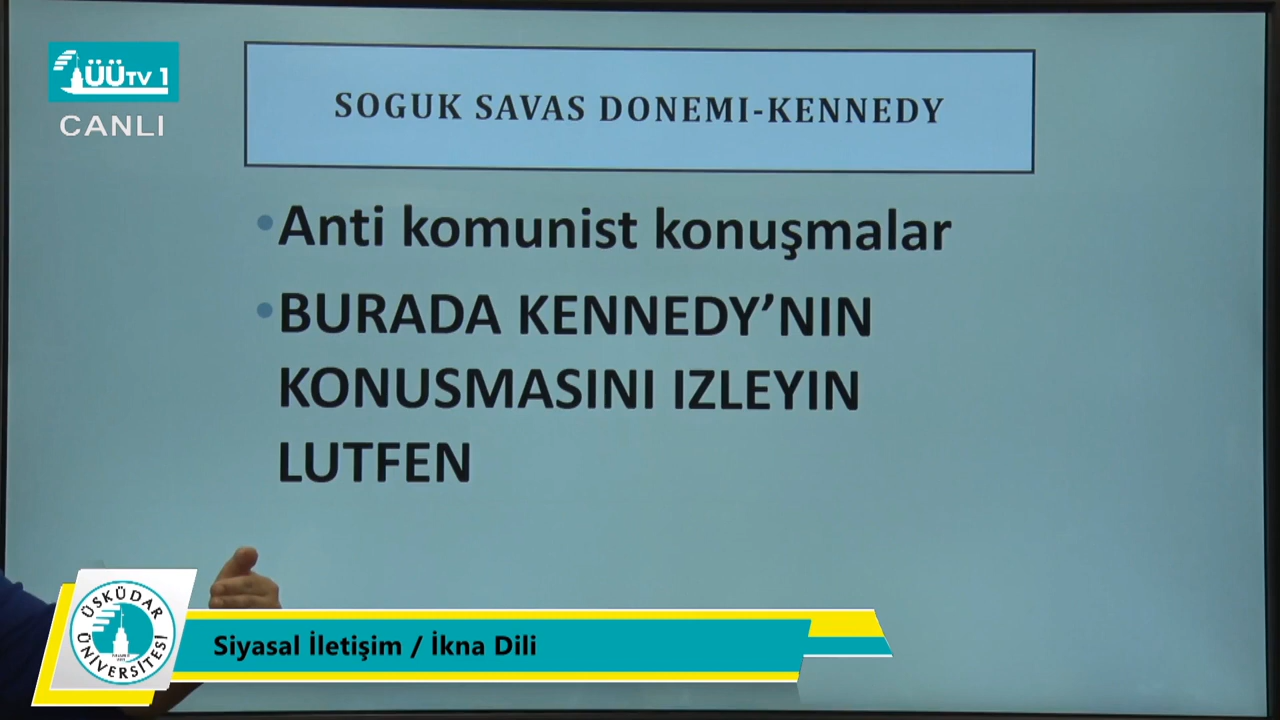 ÜÜTV 1
CANLI
SOGUK SAVAS DONEMI-KENNEDY
•Anti komunist konuşmalar
•BURADA KENNEDY’NIN
KONUSMASINI IZLEYIN
LUTFEN
ÜSKÜDAR
ÜNİVERSİTESİ
Siyasal İletişim / İkna Dili